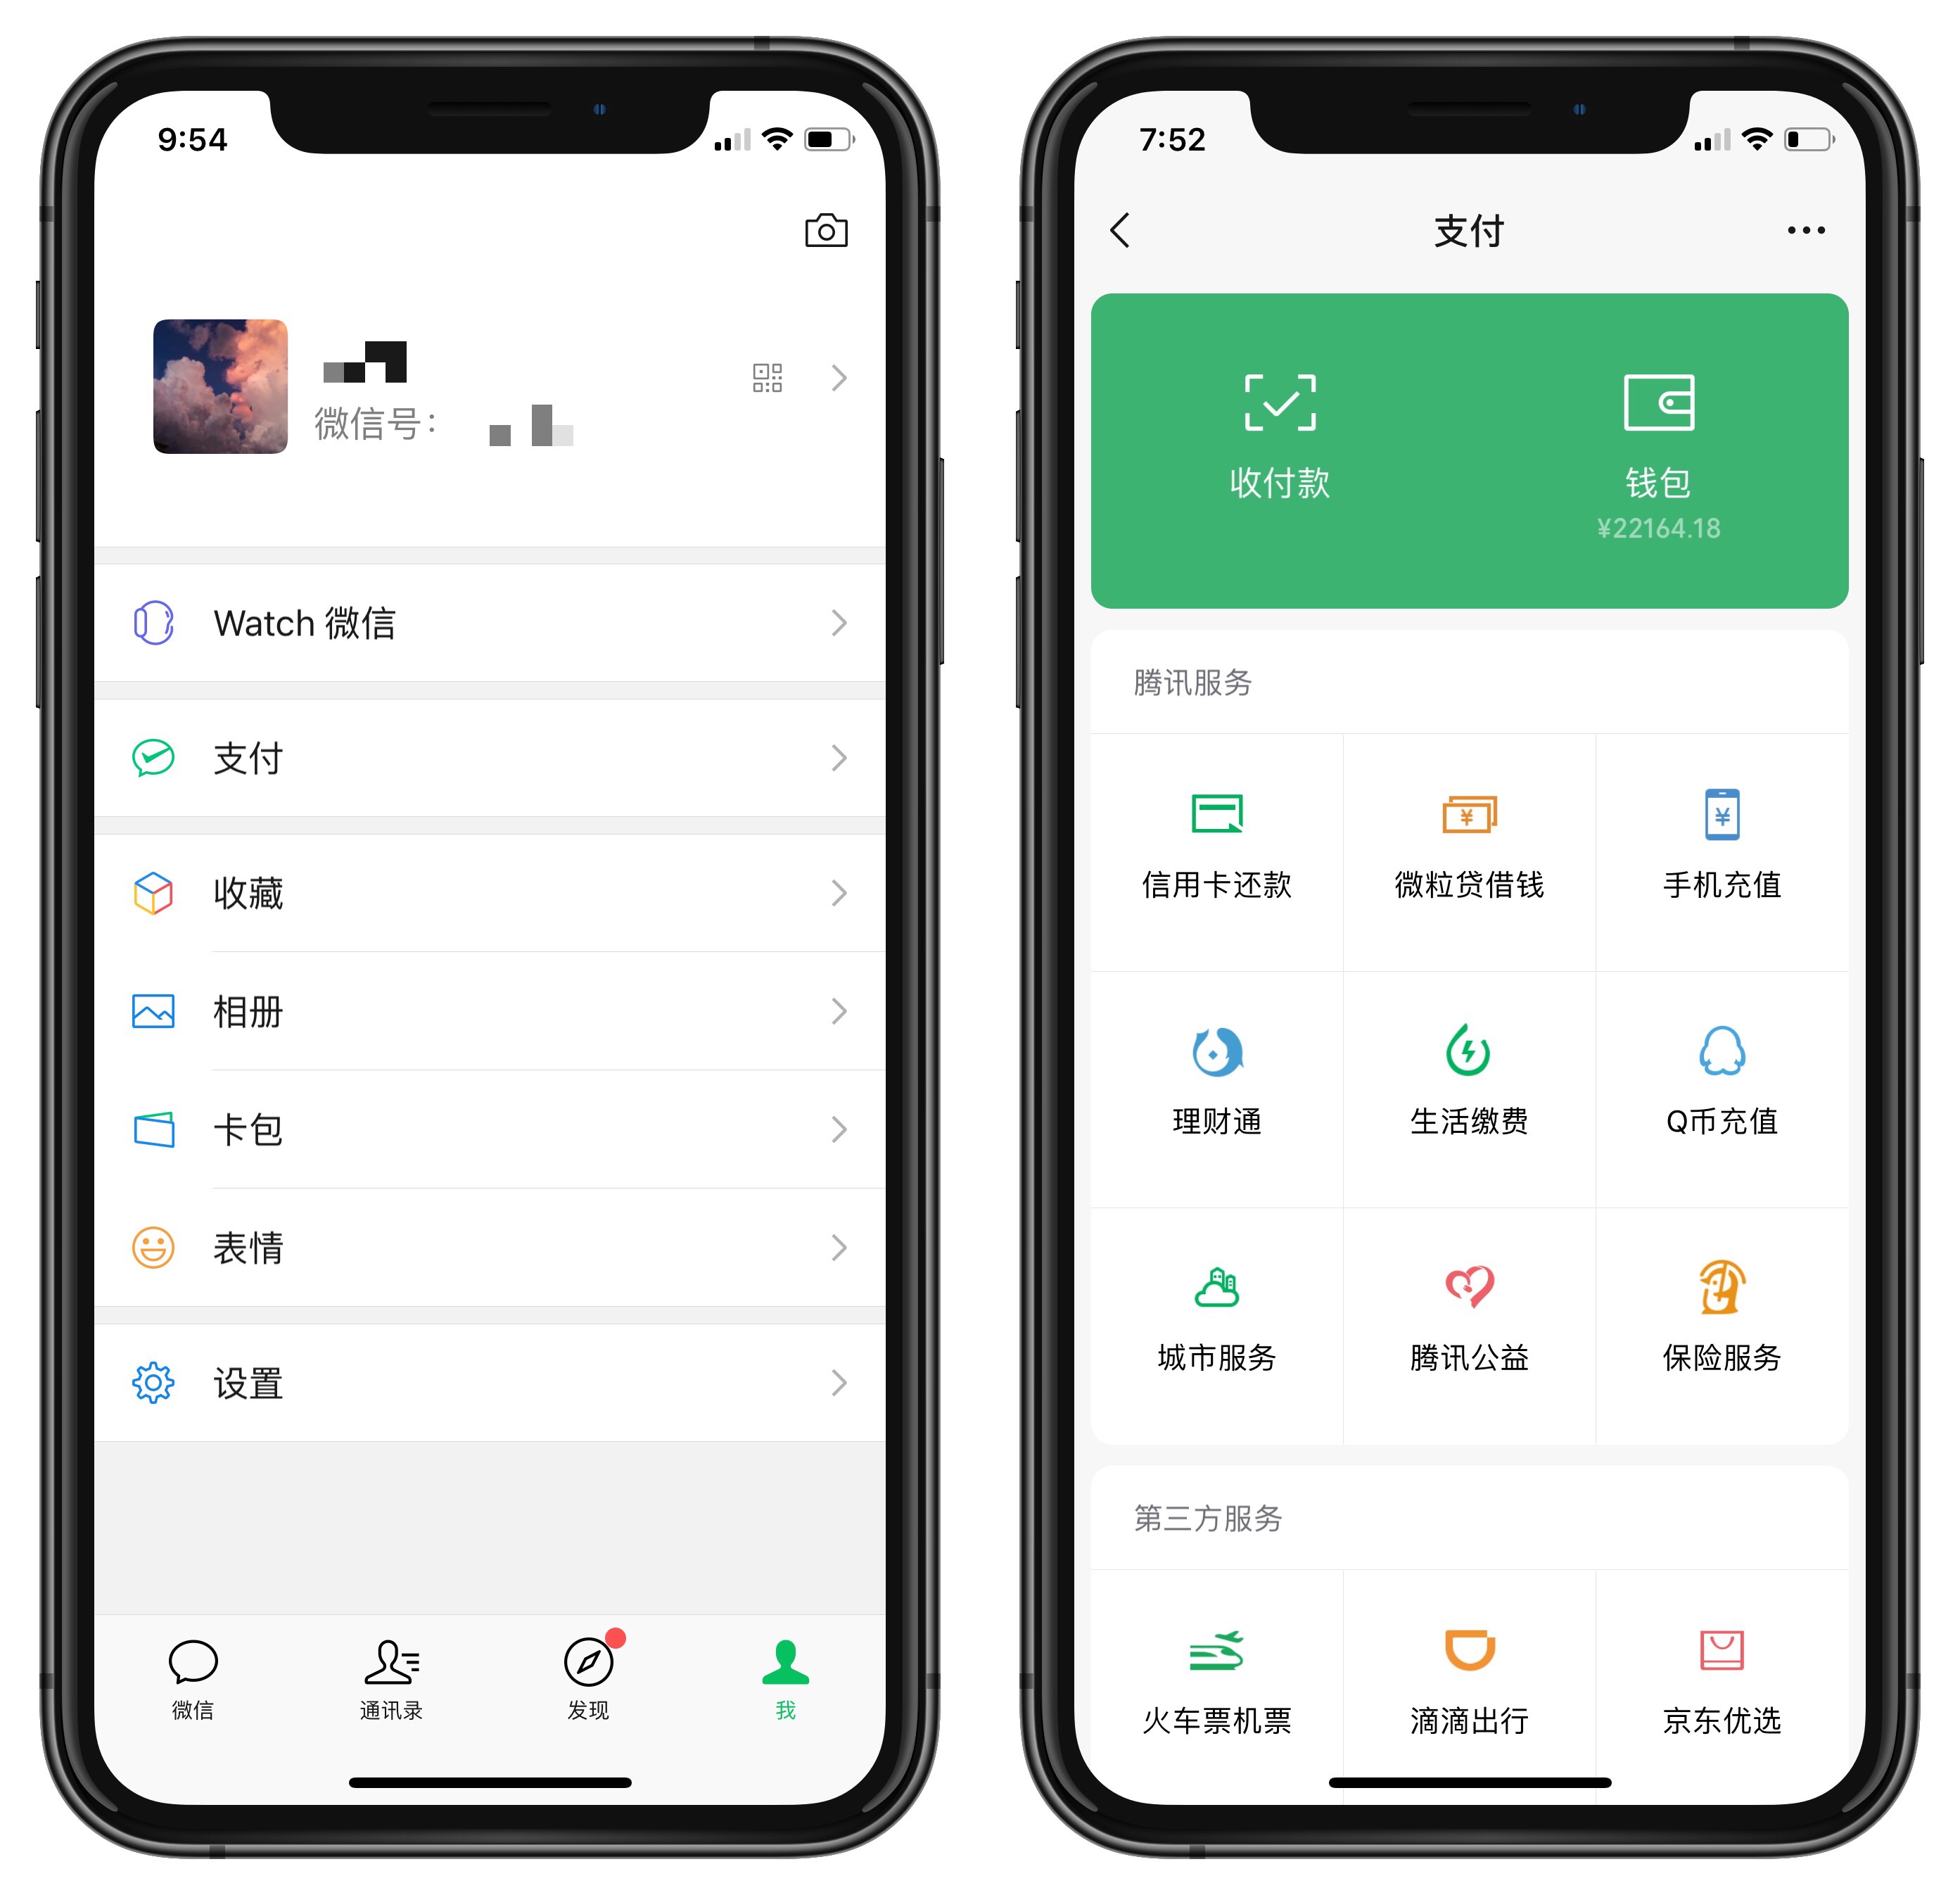 9:54
微信号：
Watch 微信
支付
收藏
相册
卡包
表情
设置
微信
通讯录
发现
我
7:52
支付
收付款
钱包
¥22164.18
腾讯服务
信用卡还款
微粒贷借钱
手机充值
理财通
生活缴费
Q币充值
城市服务
腾讯公益
保险服务
第三方服务
火车票机票
滴滴出行
京东优选